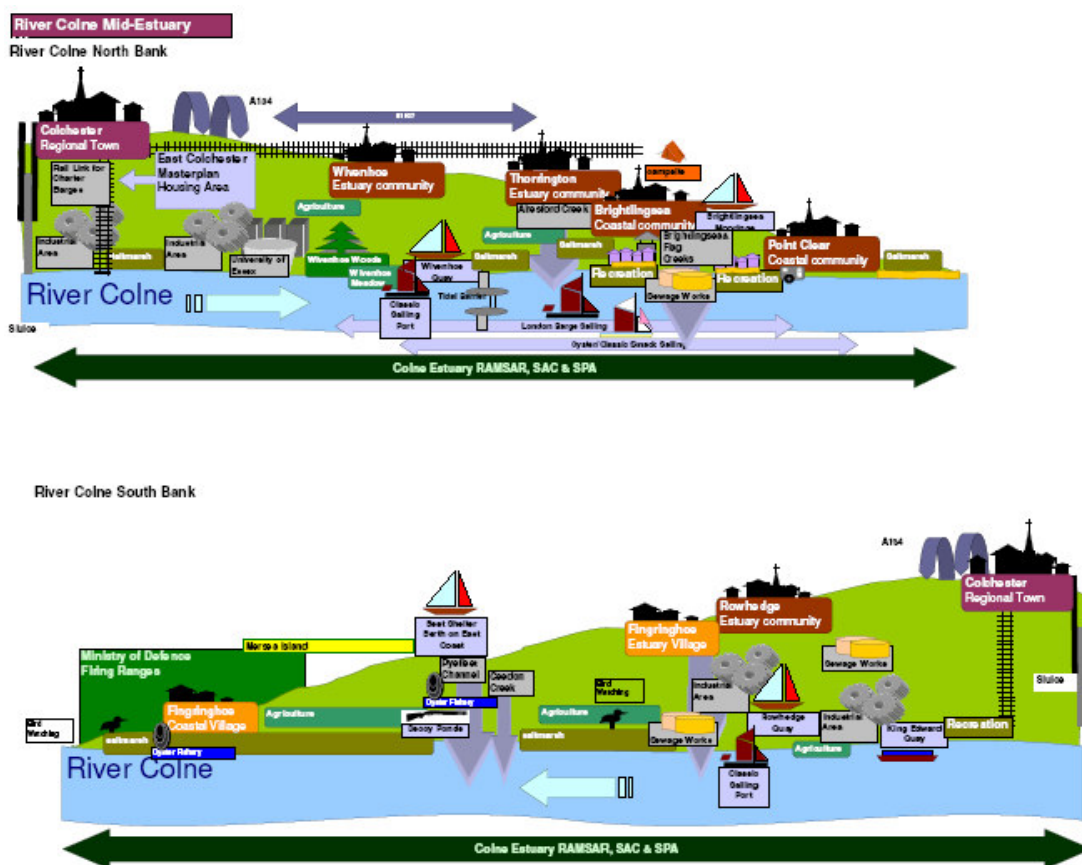 River Colne Mid-Estuary
River Colne North Bank
A134
Colchester
Regional Town
Rail Link for
Charter
Barges
East Colchester
Masterplan
Housing Area
Wivenhoe
Estuary community
Thorrington
Estuary community
campsite
Agriculture
Alresford Creek
Brightlingsea
Coastal community
Brightlingsea
Moorings
Agriculture
Brightlingsea
Flag
Creeks
Point Clear
Coastal community
Industrial
Area
Saltmarsh
Industrial
Area
University of
Essex
Wivenhoe Woods
Wivenhoe
Meadow
Wivenhoe
Quay
Saltmarsh
Saltmarsh
Recreation
Recreation
Saltmarsh
Sewage Works
River Colne
Classic
Sailing
Port
Tidal Barrier
London Barge Sailing
Oyster/Classic Smack Sailing
Sluice
Colne Estuary RAMSAR, SAC & SPA
River Colne South Bank
A134
Colchester
Regional Town
Best Shelter
Berth on East
Coast
Rowhedge
Estuary community
Fingringhoe
Estuary Village
Mersea Island
Ministry of Defence
Firing Ranges
Pyefleet
Channel
Geedon
Creek
Sewage Works
Sluice
Bird
Watching
Industrial
Area
Oyster Fishery
Fingringhoe
Coastal Village
Agriculture
Agriculture
Decoy Ponds
Bird
Watching
saltmarsh
saltmarsh
Sewage Works
Rowhedge
Quay
Industrial
Area
King Edward
Quay
Recreation
Oyster Fishery
Agriculture
River Colne
Classic
Sailing
Port
Colne Estuary RAMSAR, SAC & SPA